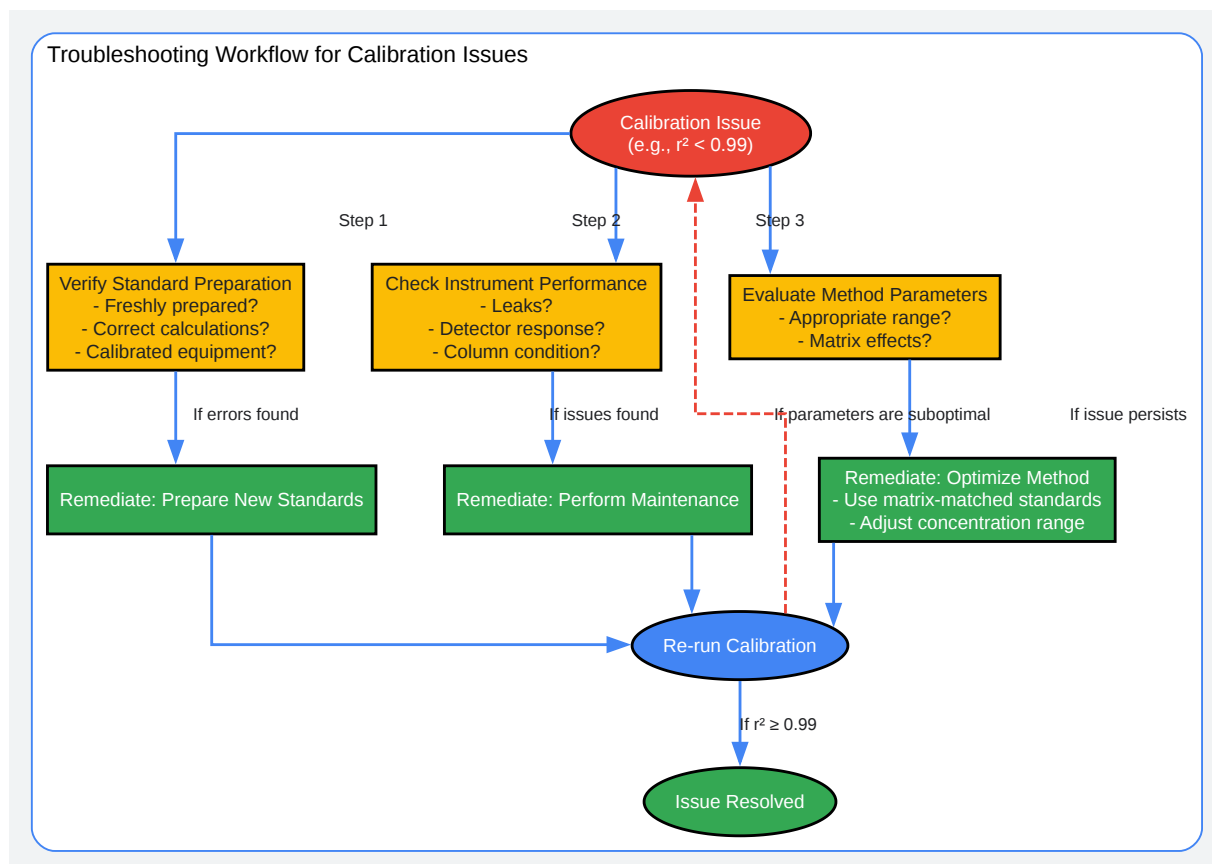 Troubleshooting Workflow for Calibration Issues
Calibration Issue
(e.g., r² < 0.99)
Step 1
Step 2
Step 3
Verify Standard Preparation
- Freshly prepared?
- Correct calculations?
- Calibrated equipment?
Check Instrument Performance
- Leaks?
- Detector response?
- Column condition?
Evaluate Method Parameters
- Appropriate range?
- Matrix effects?
If errors found
If issues found
If parameters are suboptimal
If issue persists
Remediate: Prepare New Standards
Remediate: Perform Maintenance
Remediate: Optimize Method
- Use matrix-matched standards
- Adjust concentration range
Re-run Calibration
If r² ≥ 0.99
Issue Resolved